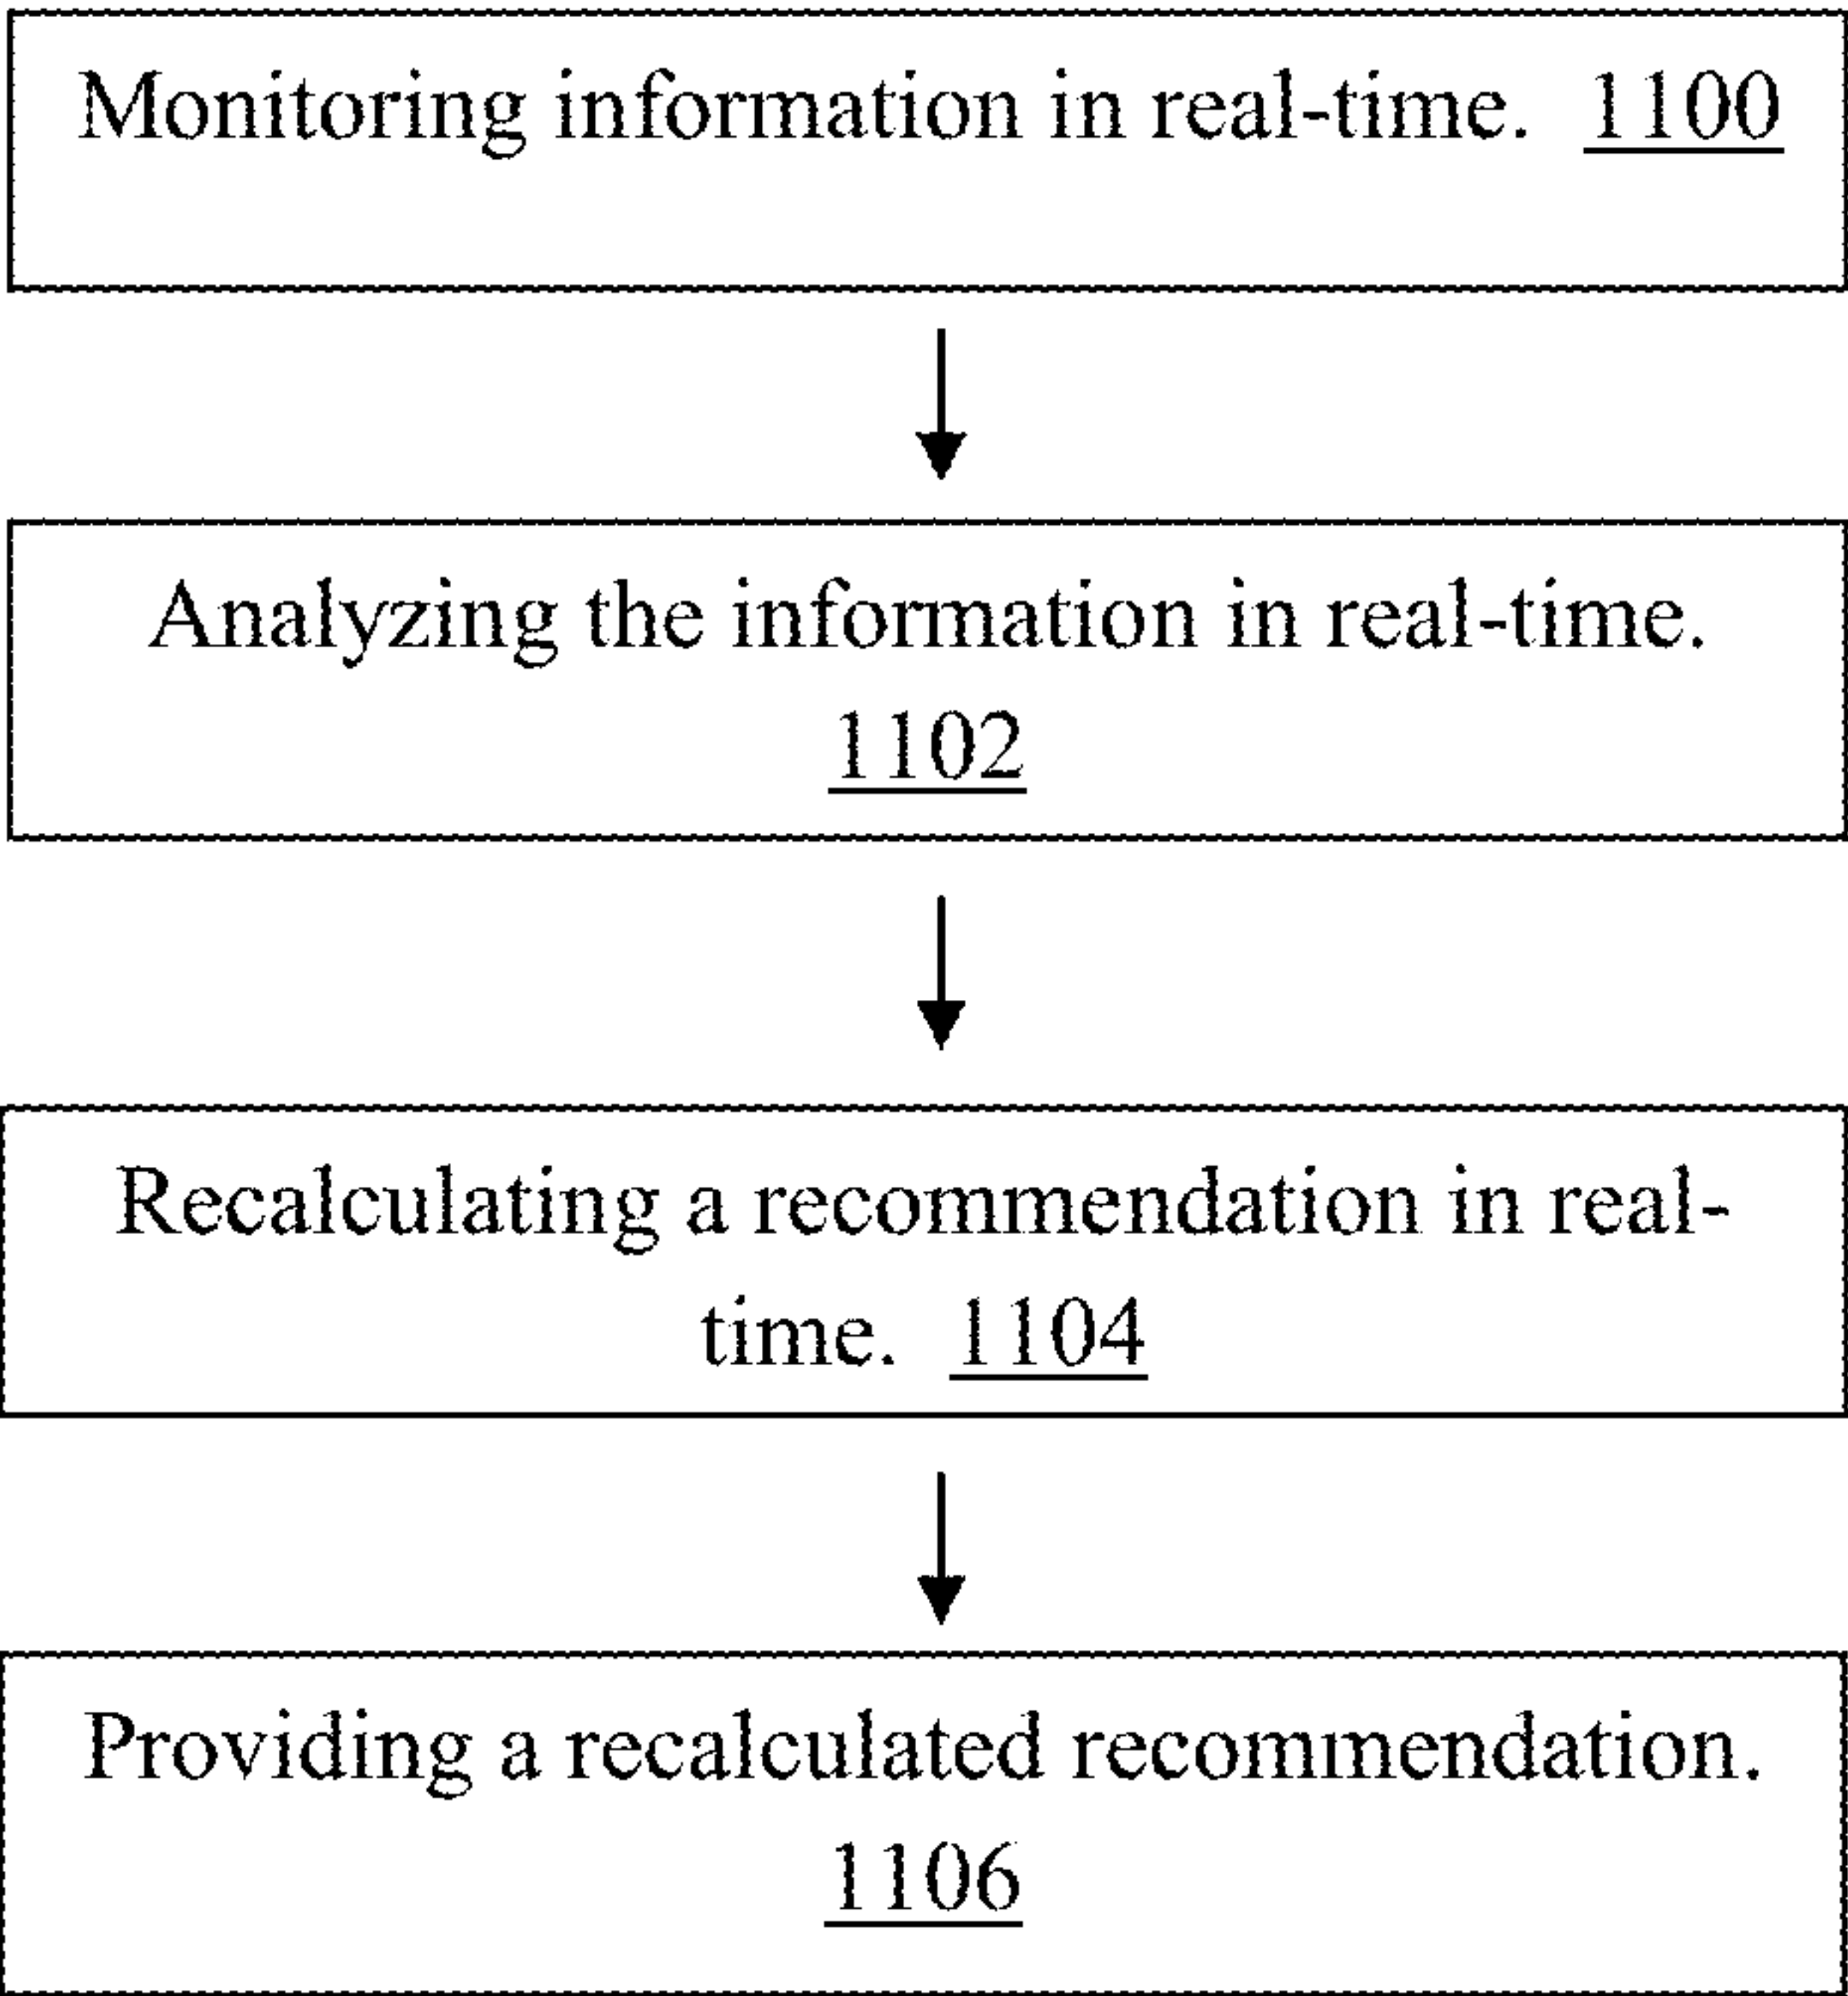 Monitoring information in real-time. 1100
Analyzing the information in real-time.
1102
Recalculating a recommendation in real-
time. 1104
Providing a recalculated recommendation.
1106